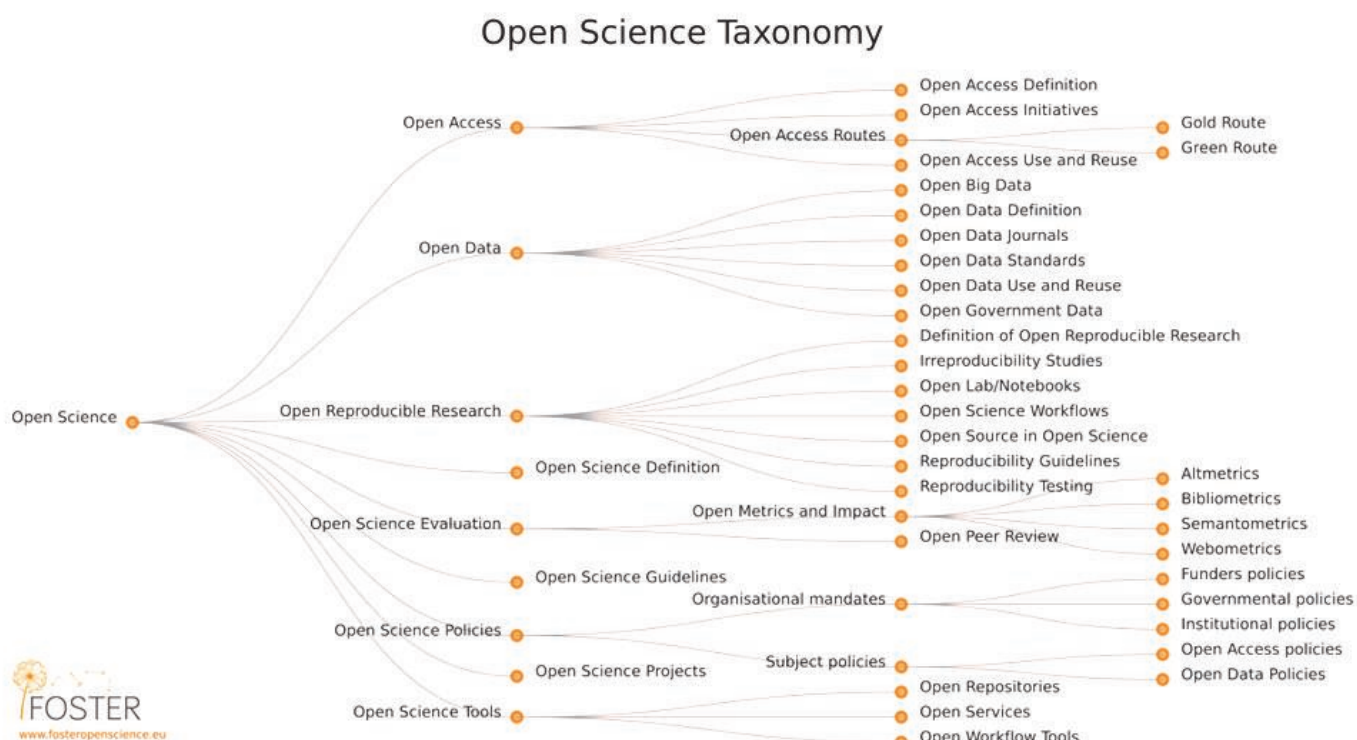 Open Science Taxonomy
Open Science
Open Access
Open Access Definition
Open Access Initiatives
Open Access Routes
Gold Route
Green Route
Open Access Use and Reuse
Open Data
Open Big Data
Open Data Definition
Open Data Journals
Open Data Standards
Open Data Use and Reuse
Open Government Data
Open Reproducible Research
Definition of Open Reproducible Research
Irreproducibility Studies
Open Lab/Notebooks
Open Science Workflows
Open Source in Open Science
Reproducibility Guidelines
Reproducibility Testing
Open Science Definition
Open Science Evaluation
Open Metrics and Impact
Altmetrics
Bibliometrics
Semantometrics
Webometrics
Open Peer Review
Open Science Guidelines
Open Science Policies
Organisational mandates
Funders policies
Governmental policies
Institutional policies
Subject policies
Open Access policies
Open Data Policies
Open Science Projects
Open Science Tools
Open Repositories
Open Services
Open Workflow Tools
FOSTER
www.fosteropenscience.eu